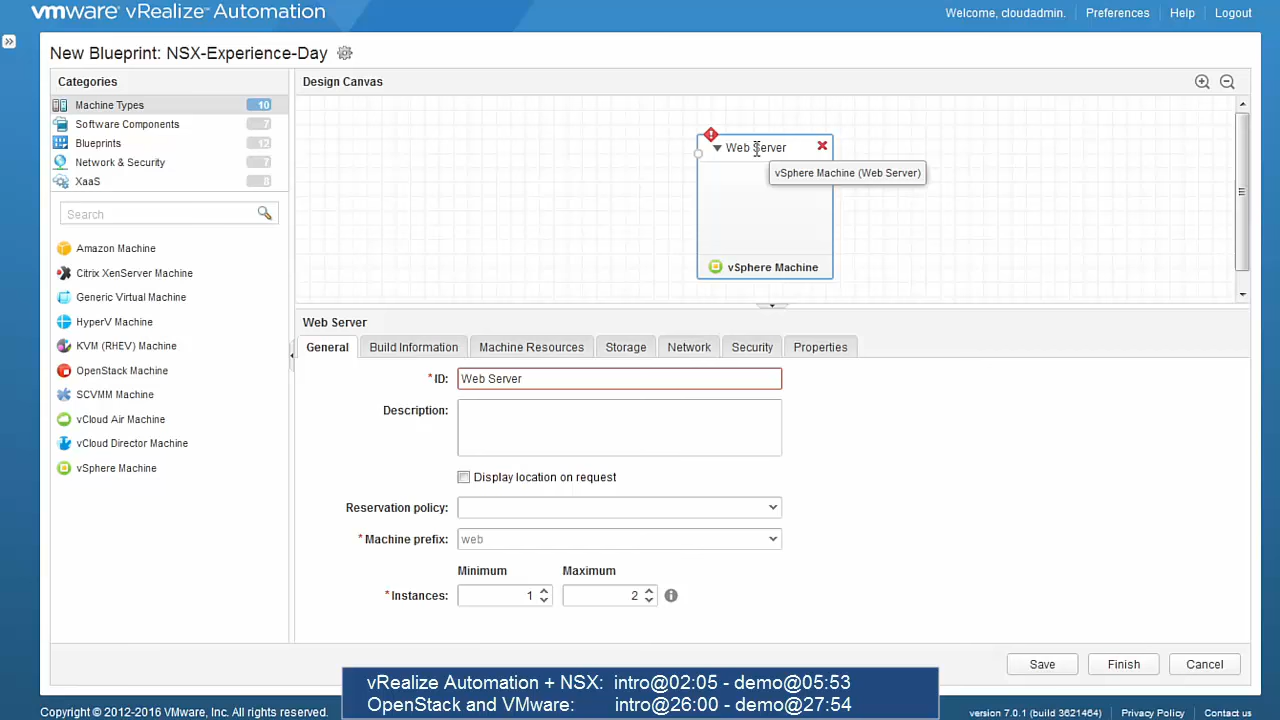 vmware vRealize Automation
Welcome, cloudadmin. Preferences Help Logout
New Blueprint: NSX-Experience-Day
Categories
Machine Types 10
Software Components 7
Blueprints 12
Network & Security 7
XaaS 8
Search
Amazon Machine
Citrix XenServer Machine
Generic Virtual Machine
HyperV Machine
KVM (RHEV) Machine
OpenStack Machine
SCVMM Machine
vCloud Air Machine
vCloud Director Machine
vSphere Machine
Design Canvas
Web Server
vSphere Machine (Web Server)
vSphere Machine
Web Server
General Build Information Machine Resources Storage Network Security Properties
* ID: Web Server
Description:
Display location on request
Reservation policy:
* Machine prefix: web
Minimum Maximum
* Instances: 1 2
Save Finish Cancel
vRealize Automation + NSX: intro@02:05 - demo@05:53
OpenStack and VMware: intro@26:00 - demo@27:54
Copyright © 2012-2016 VMware, Inc. All rights reserved.
version 7.0.1 (build 3621464) Privacy Policy Contact us